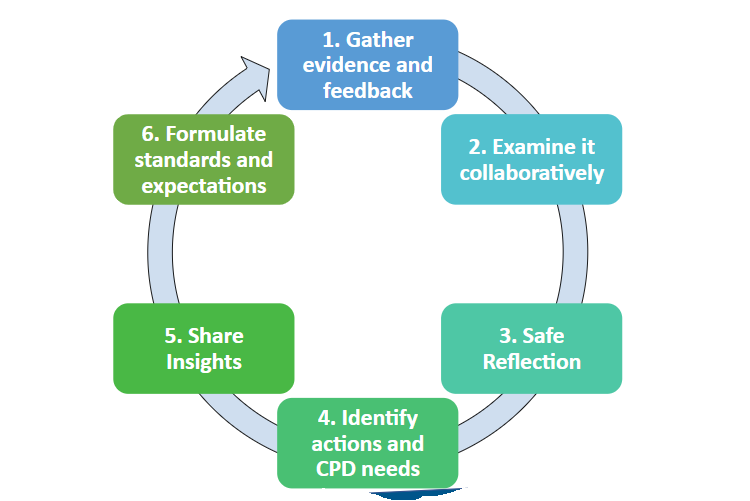 1. Gather
evidence and
feedback
2. Examine it
collaboratively
3. Safe
Reflection
4. Identify
actions and
CPD needs
5. Share
Insights
6. Formulate
standards and
expectations